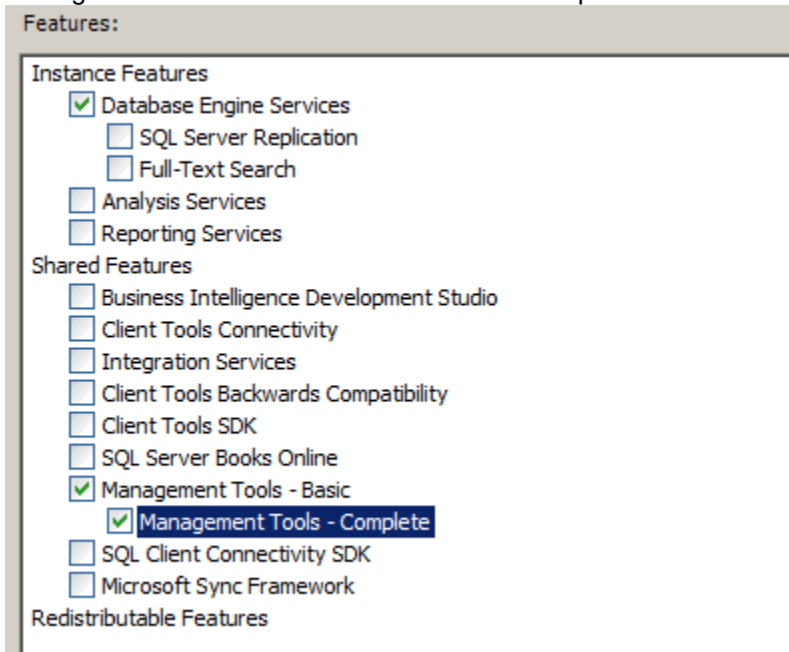 Features:
Instance Features
Database Engine Services
SQL Server Replication
Full-Text Search
Analysis Services
Reporting Services
Shared Features
Business Intelligence Development Studio
Client Tools Connectivity
Integration Services
Client Tools Backwards Compatibility
Client Tools SDK
SQL Server Books Online
Management Tools - Basic
Management Tools - Complete
SQL Client Connectivity SDK
Microsoft Sync Framework
Redistributable Features